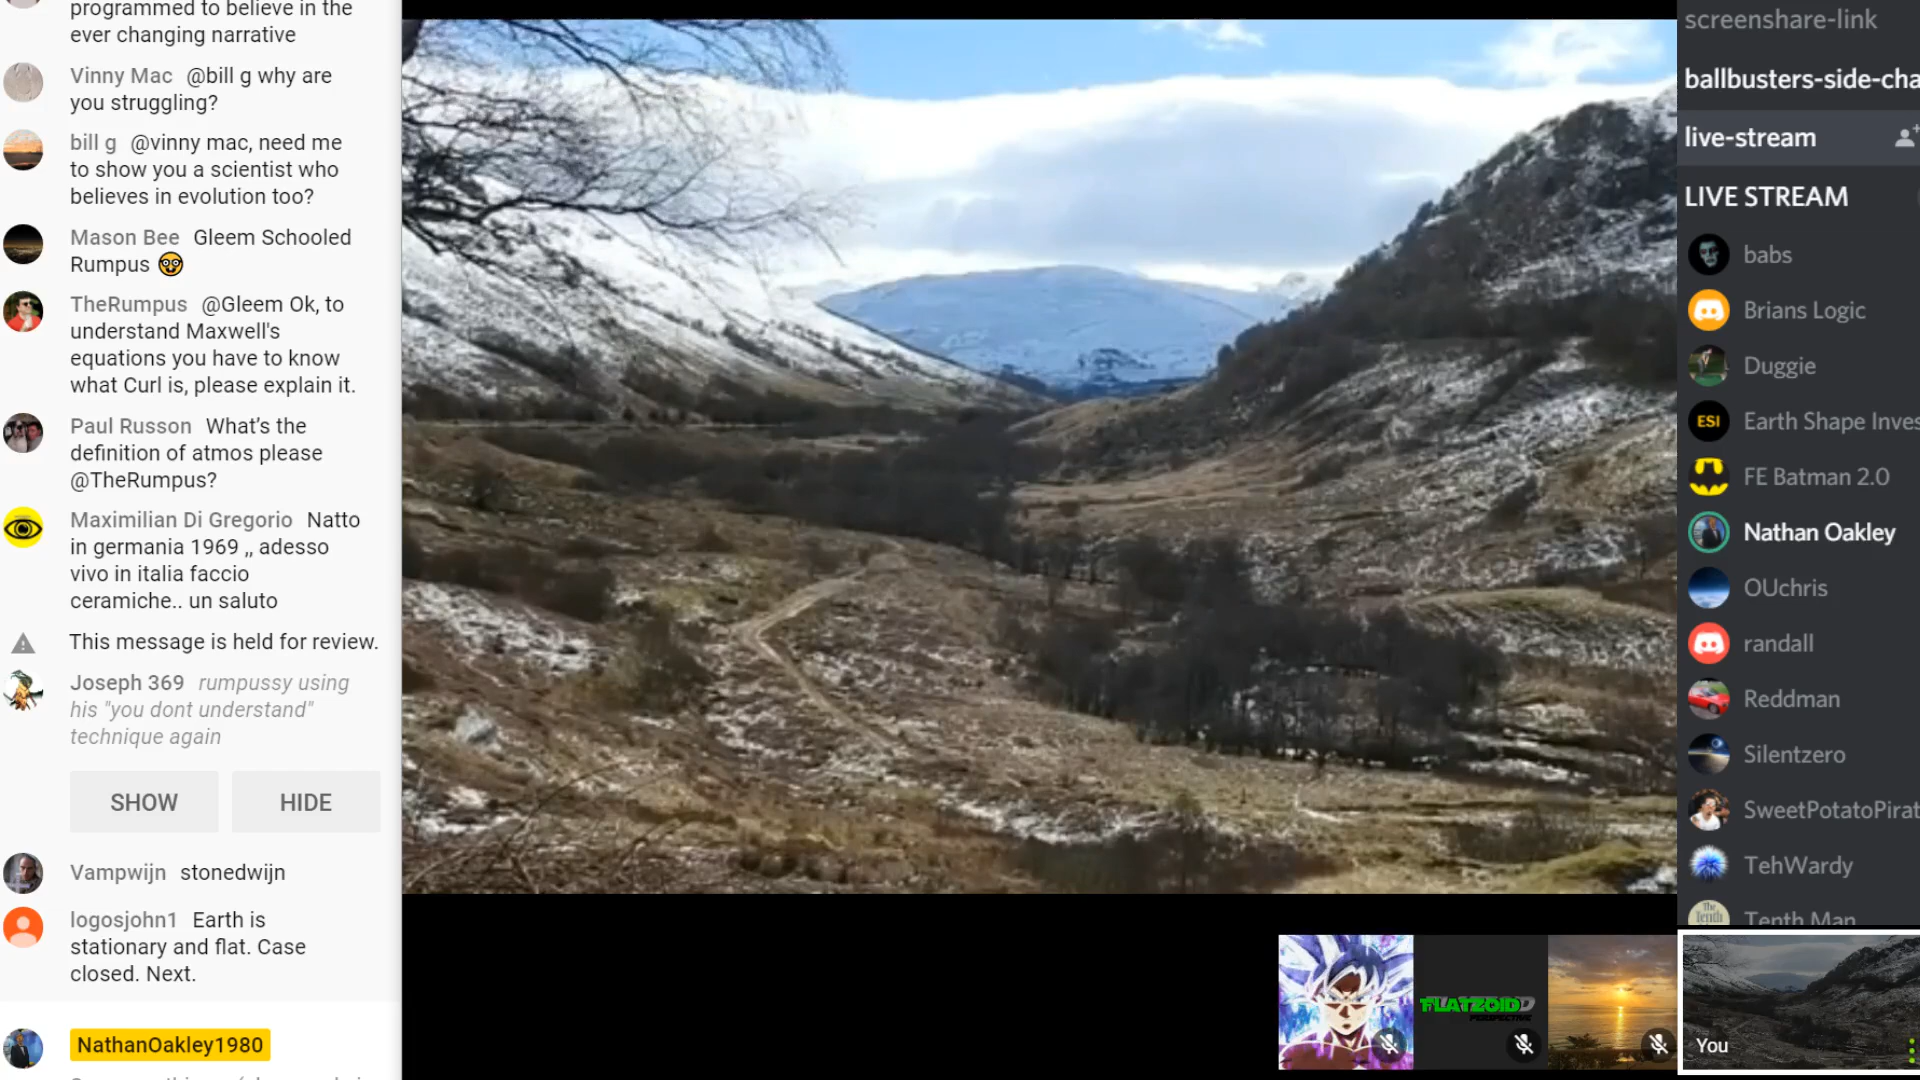 programmed to believe in the
ever changing narrative
Vinny Mac @bill g why are
you struggling?
bill g @vinny mac, need me
to show you a scientist who
believes in evolution too?
Mason Bee Gleem Schooled
Rumpus
TheRumpus @Gleem Ok, to
understand Maxwell's
equations you have to know
what Curl is, please explain it.
Paul Russon What's the
definition of atmos please
@TheRumpus?
Maximilian Di Gregorio Natto
in germania 1969 ,, adesso
vivo in italia faccio
ceramiche.. un saluto
This message is held for review.
Joseph 369 rumpussy using
his "you dont understand"
technique again
SHOW HIDE
Vampwijn stonedwijn
logosjohn1 Earth is
stationary and flat. Case
closed. Next.
NathanOakley1980
screenshare-link
ballbusters-side-cha
live-stream
LIVE STREAM
babs
Brians Logic
Duggie
ESI Earth Shape Inves
FE Batman 2.0
Nathan Oakley
OUchris
randall
Reddman
Silentzero
SweetPotatoPirat
TehWardy
The Tenth Tenth Man
FLATZOID
PERSPECTIVE
You